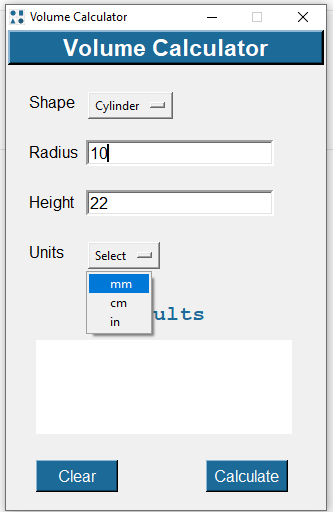 Volume Calculator
Volume Calculator
Shape Cylinder
Radius 10
Height 22
Units Select
mm
cm
in
ults
Clear Calculate